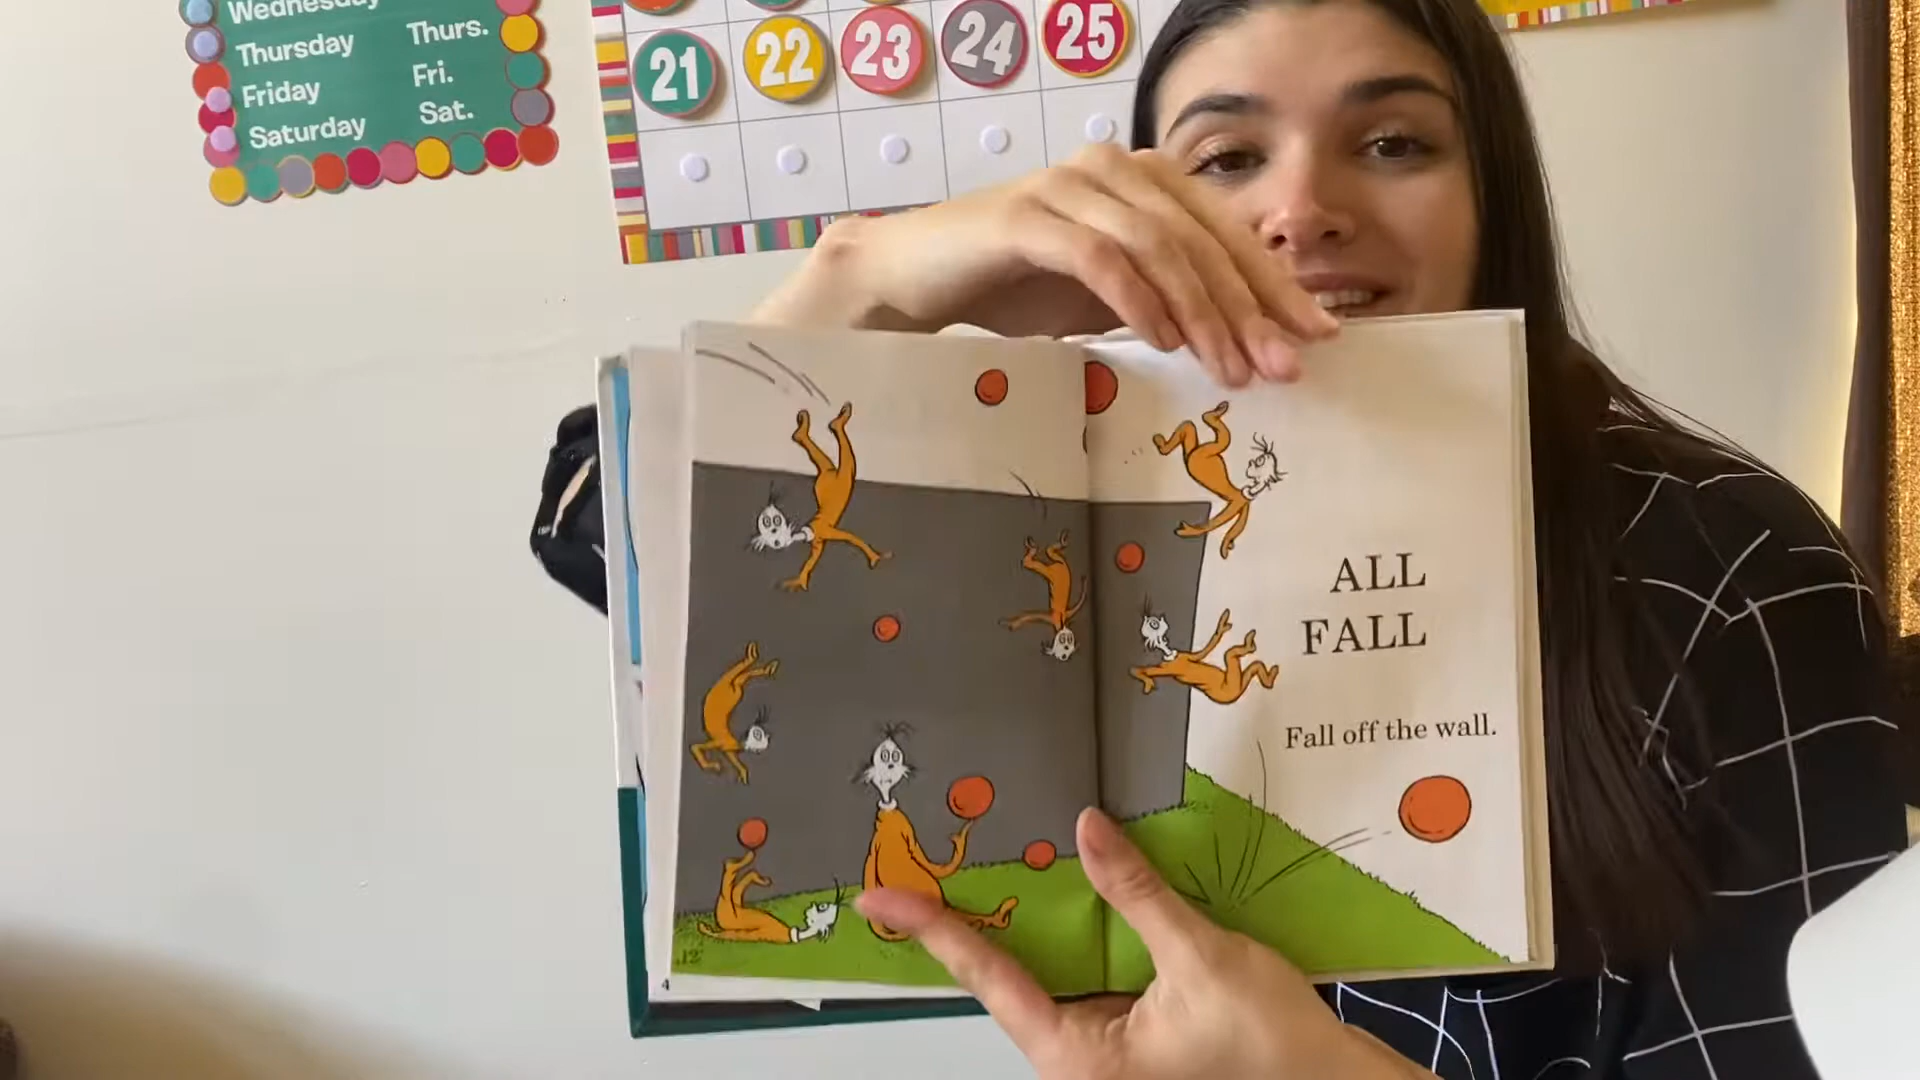 Wednesday
Thursday Thurs.
Friday Fri.
Saturday Sat.
21 22 23 24 25
ALL
FALL
Fall off the wall.
12
4